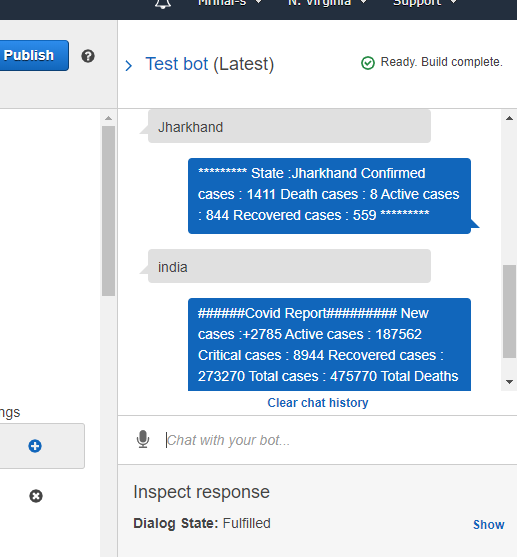 Mrinal-s N. Virginia Support
Publish
Test bot (Latest)
Ready. Build complete.
Jharkhand
********* State :Jharkhand Confirmed
cases : 1411 Death cases : 8 Active cases
: 844 Recovered cases : 559 *********
india
######Covid Report######### New
cases :+2785 Active cases : 187562
Critical cases : 8944 Recovered cases :
273270 Total cases : 475770 Total Deaths
Clear chat history
ngs
Chat with your bot...
Inspect response
Dialog State: Fulfilled
Show